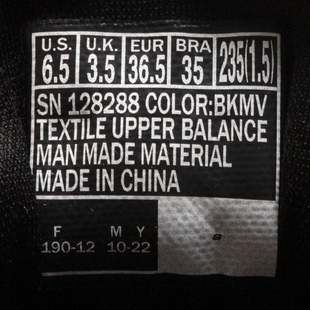 U.S. U.K. EUR BRA 235(1.5)
6.5 3.5 36.5 35
SN 128288 COLOR:BKMV
TEXTILE UPPER BALANCE
MAN MADE MATERIAL
MADE IN CHINA
F M Y
190-12 10-22